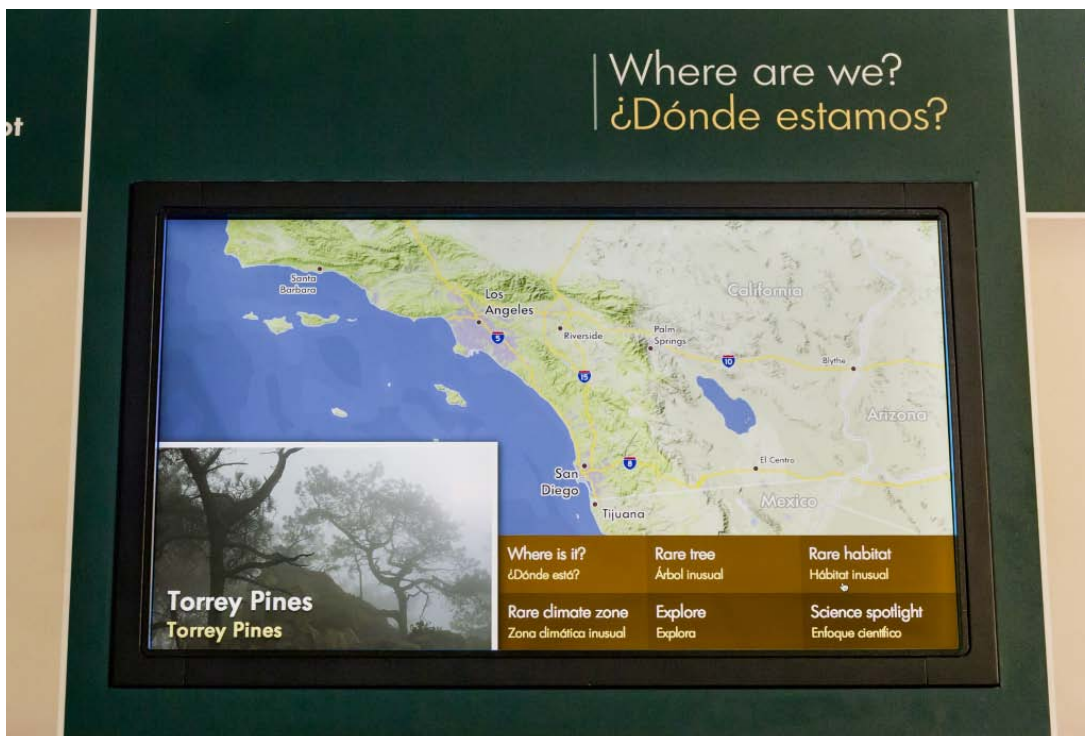 Where are we?
¿Dónde estamos?
ot
Santa
Barbara
Los
Angeles
5
Riverside
15
Palm
Springs
10
California
Blythe
Arizona
San
Diego
8
El Centro
Mexico
Tijuana
Torrey Pines
Torrey Pines
Where is it?
¿Dónde está?
Rare tree
Árbol inusual
Rare habitat
Hábitat inusual
Rare climate zone
Zona climática inusual
Explore
Explora
Science spotlight
Enfoque científico